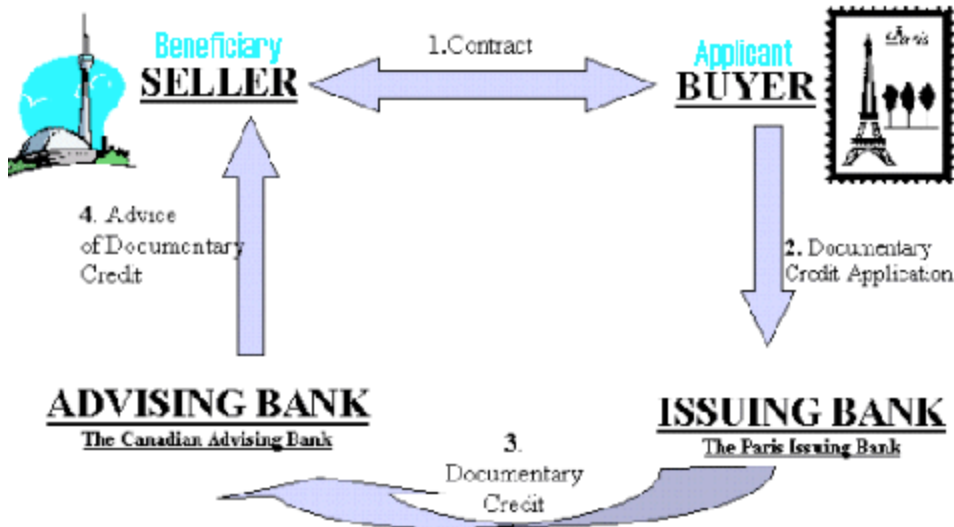 Beneficiary
SELLER
1.Contract
Applicant
BUYER
Paris
4. Advice
of Documentary
Credit
2. Documentary
Credit Application
ADVISING BANK
The Canadian Advising Bank
ISSUING BANK
The Paris Issuing Bank
3.
Documentary
Credit